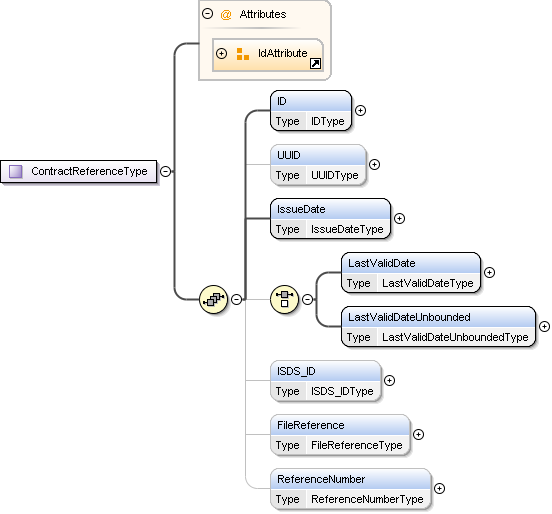 @ Attributes
IdAttribute
ContractReferenceType
ID
Type IDType
UUID
Type UUIDType
IssueDate
Type IssueDateType
LastValidDate
Type LastValidDateType
LastValidDateUnbounded
Type LastValidDateUnboundedType
ISDS_ID
Type ISDS_IDType
FileReference
Type FileReferenceType
ReferenceNumber
Type ReferenceNumberType